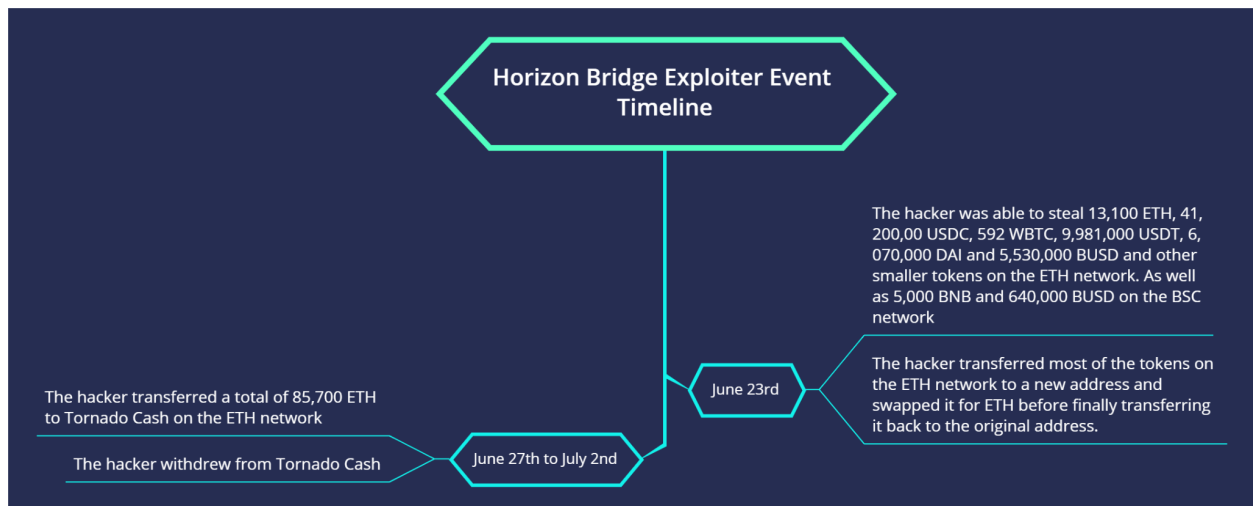 Horizon Bridge Exploiter Event
Timeline
The hacker was able to steal 13,100 ETH, 41,
200,00 USDC, 592 WBTC, 9,981,000 USDT, 6,
070,000 DAI and 5,530,000 BUSD and other
smaller tokens on the ETH network. As well
as 5,000 BNB and 640,000 BUSD on the BSC
network
June 23rd
The hacker transferred most of the tokens on
the ETH network to a new address and
swapped it for ETH before finally transferring
it back to the original address.
The hacker transferred a total of 85,700 ETH
to Tornado Cash on the ETH network
June 27th to July 2nd
The hacker withdrew from Tornado Cash